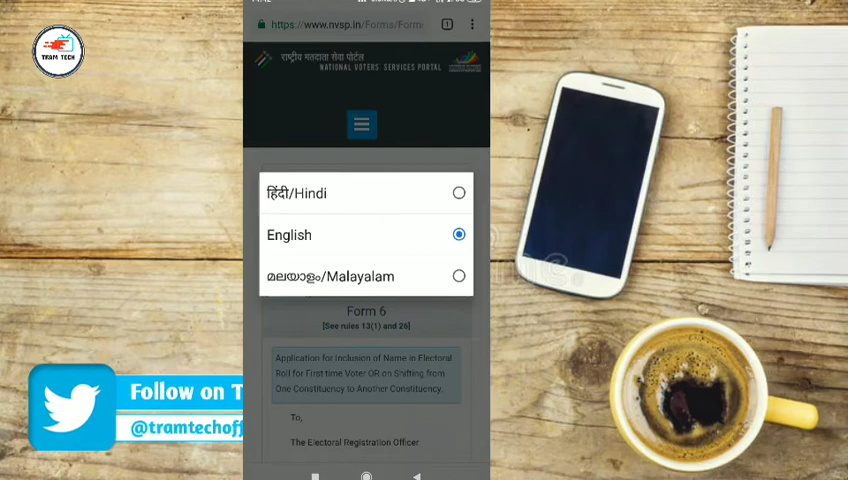 TRAM TECH
https://www.nvsp.in/Forms/Form
1
राष्ट्रीय मतदाता सेवा पोर्टल
NATIONAL VOTERS' SERVICES PORTAL
हिंदी/Hindi
English
മലയാളം/Malayalam
Form 6
[See rules 13(1) and 26]
Application for Inclusion of Name in Electoral
Roll for First time Voter OR on Shifting from
One Constituency to Another Constituency.
To,
The Electoral Registration Officer
Follow on T
@tramtechoff